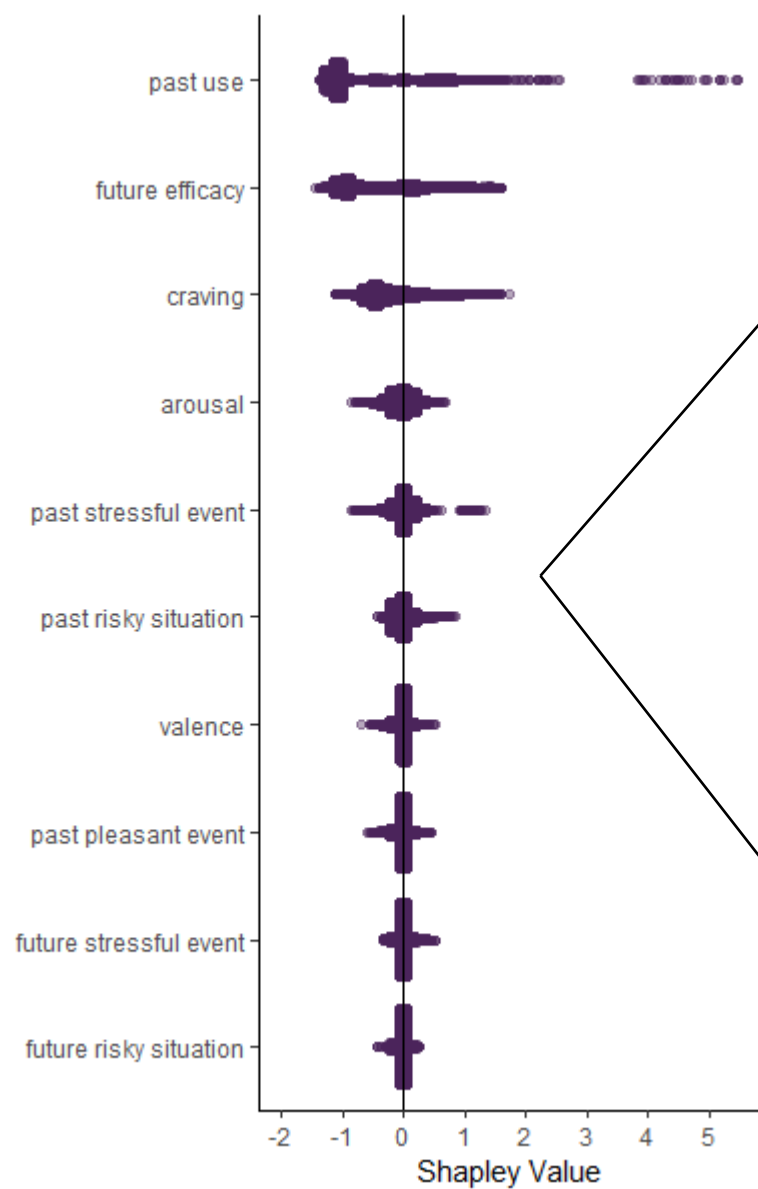 past use
future efficacy
craving
arousal
past stressful event
past risky situation
valence
past pleasant event
future stressful event
future risky situation
-2 -1 0 1 2 3 4 5
Shapley Value